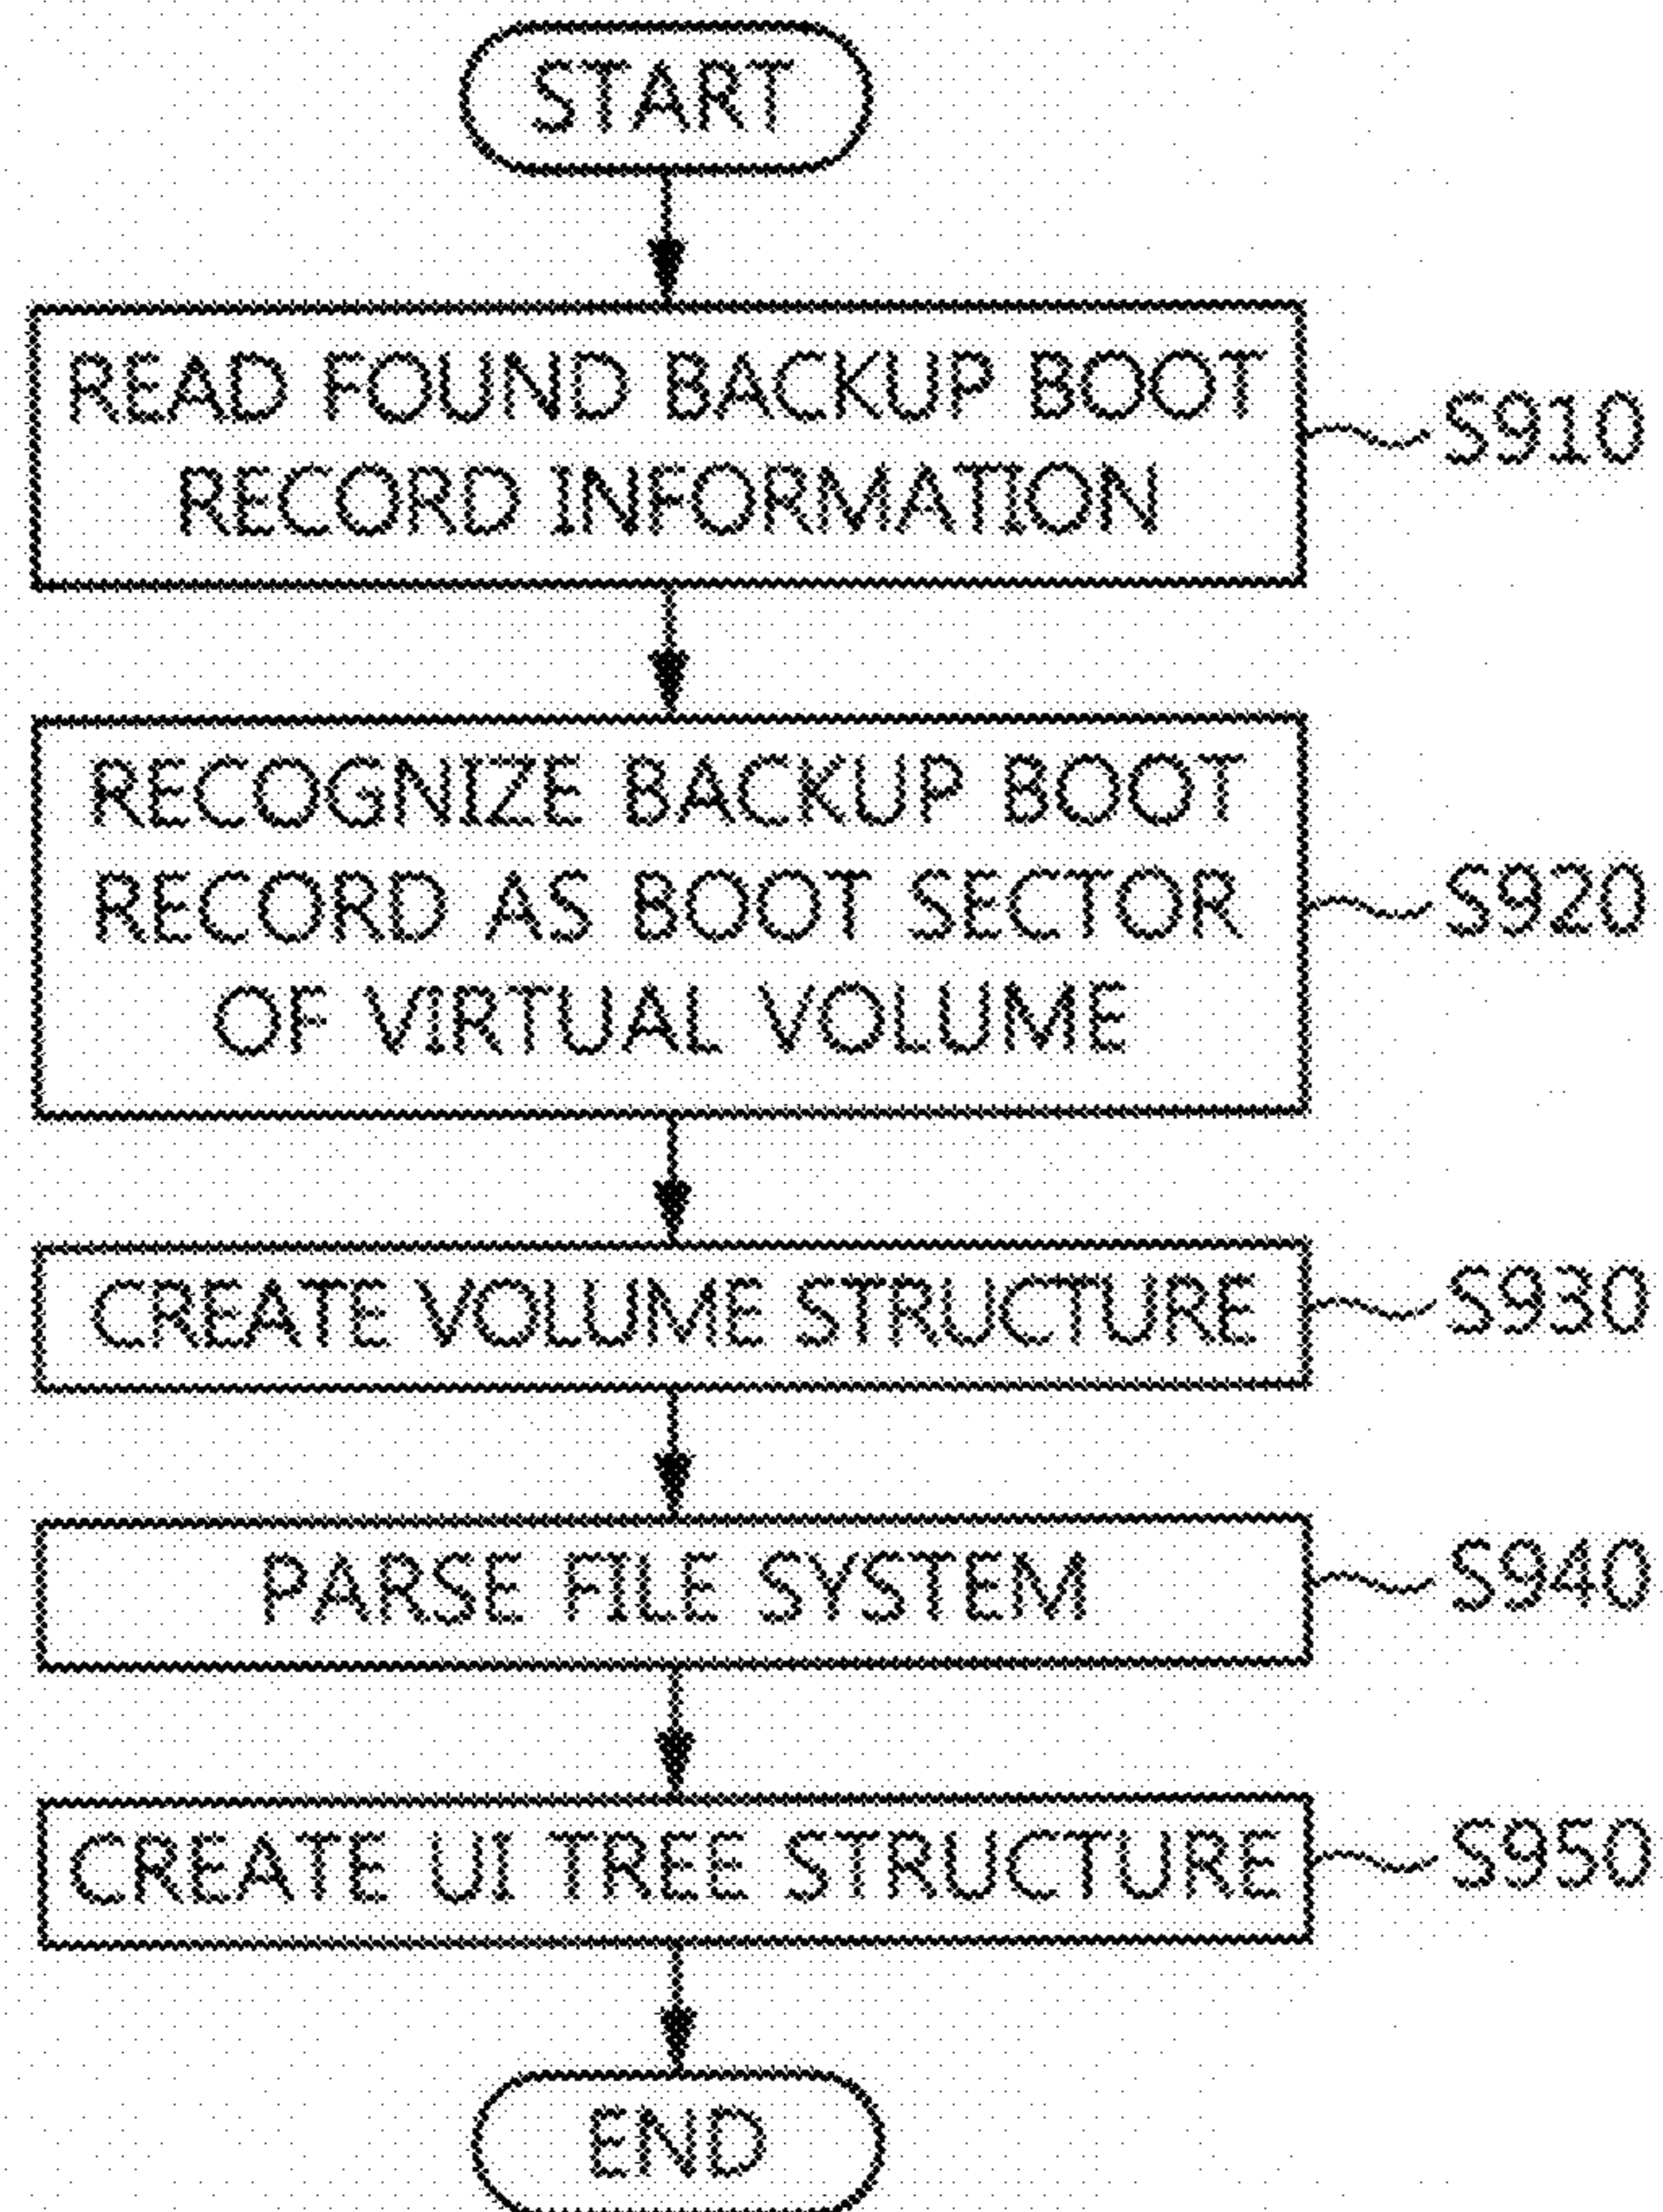 START
READ FOUND BACKUP BOOT
RECORD INFORMATION
S910
RECOGNIZE BACKUP BOOT
RECORD AS BOOT SECTOR
OF VIRTUAL VOLUME
S920
CREATE VOLUME STRUCTURE
S930
PARSE FILE SYSTEM
S940
CREATE UI TREE STRUCTURE
S950
END